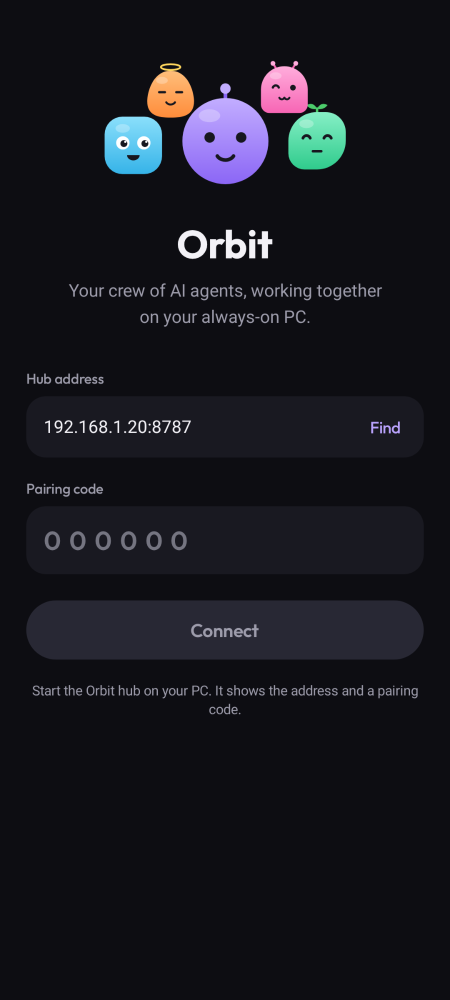 Orbit
Your crew of AI agents, working together
on your always-on PC.
Hub address
192.168.1.20:8787
Find
Pairing code
000000
Connect
Start the Orbit hub on your PC. It shows the address and a pairing
code.